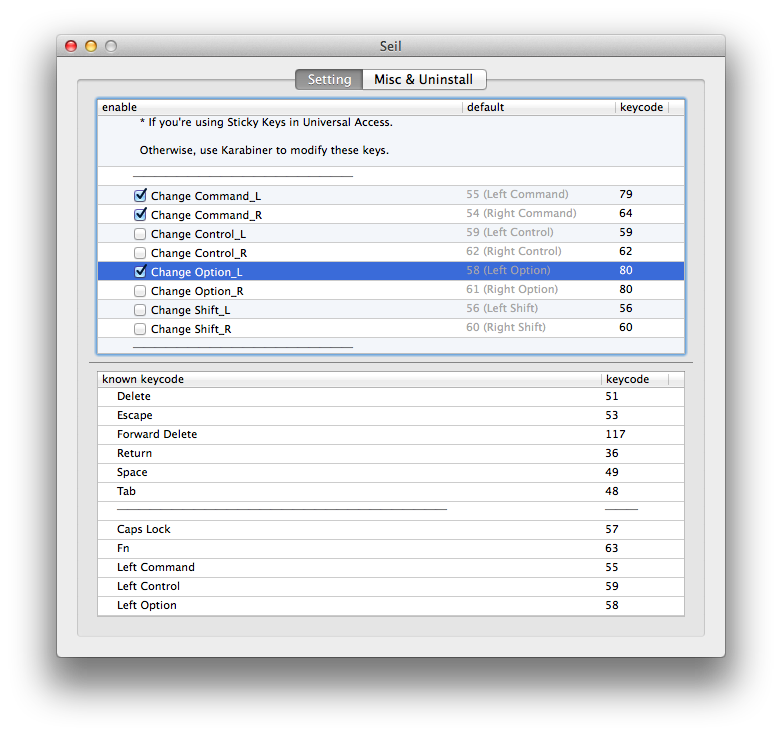 Seil
Setting Misc & Uninstall
enable default keycode
* If you're using Sticky Keys in Universal Access.
Otherwise, use Karabiner to modify these keys.
Change Command_L 55 (Left Command) 79
Change Command_R 54 (Right Command) 64
Change Control_L 59 (Left Control) 59
Change Control_R 62 (Right Control) 62
Change Option_L 58 (Left Option) 80
Change Option_R 61 (Right Option) 80
Change Shift_L 56 (Left Shift) 56
Change Shift_R 60 (Right Shift) 60
known keycode keycode
Delete 51
Escape 53
Forward Delete 117
Return 36
Space 49
Tab 48
Caps Lock 57
Fn 63
Left Command 55
Left Control 59
Left Option 58